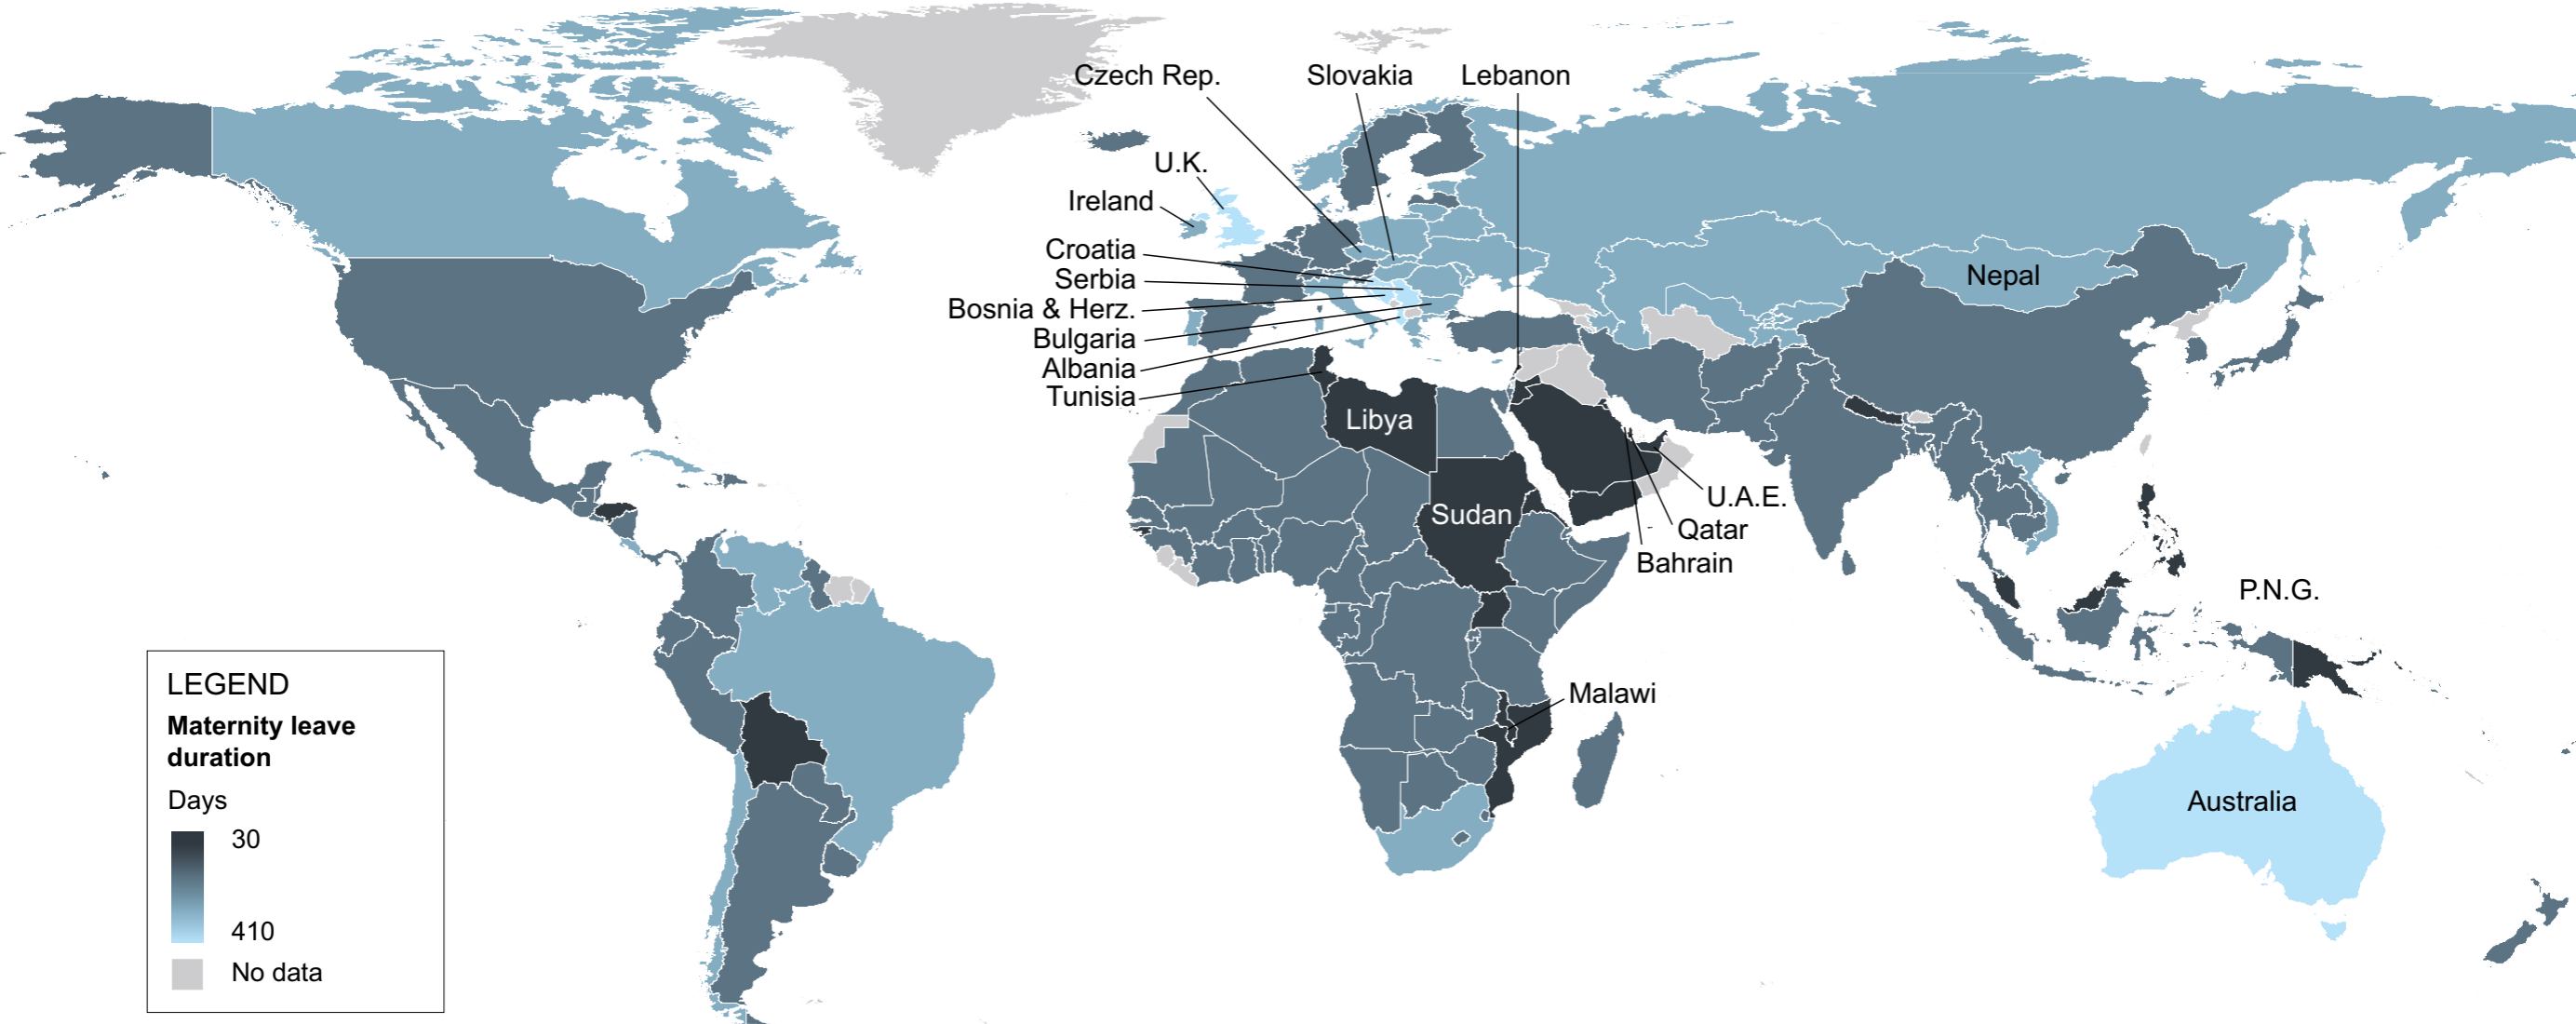 Czech Rep.
Slovakia
Lebanon
U.K.
Ireland
Croatia
Serbia
Bosnia & Herz.
Bulgaria
Albania
Tunisia
Libya
Nepal
Sudan
U.A.E.
Qatar
Bahrain
P.N.G.
Malawi
Australia
LEGEND
Maternity leave
duration
Days
30
410
No data